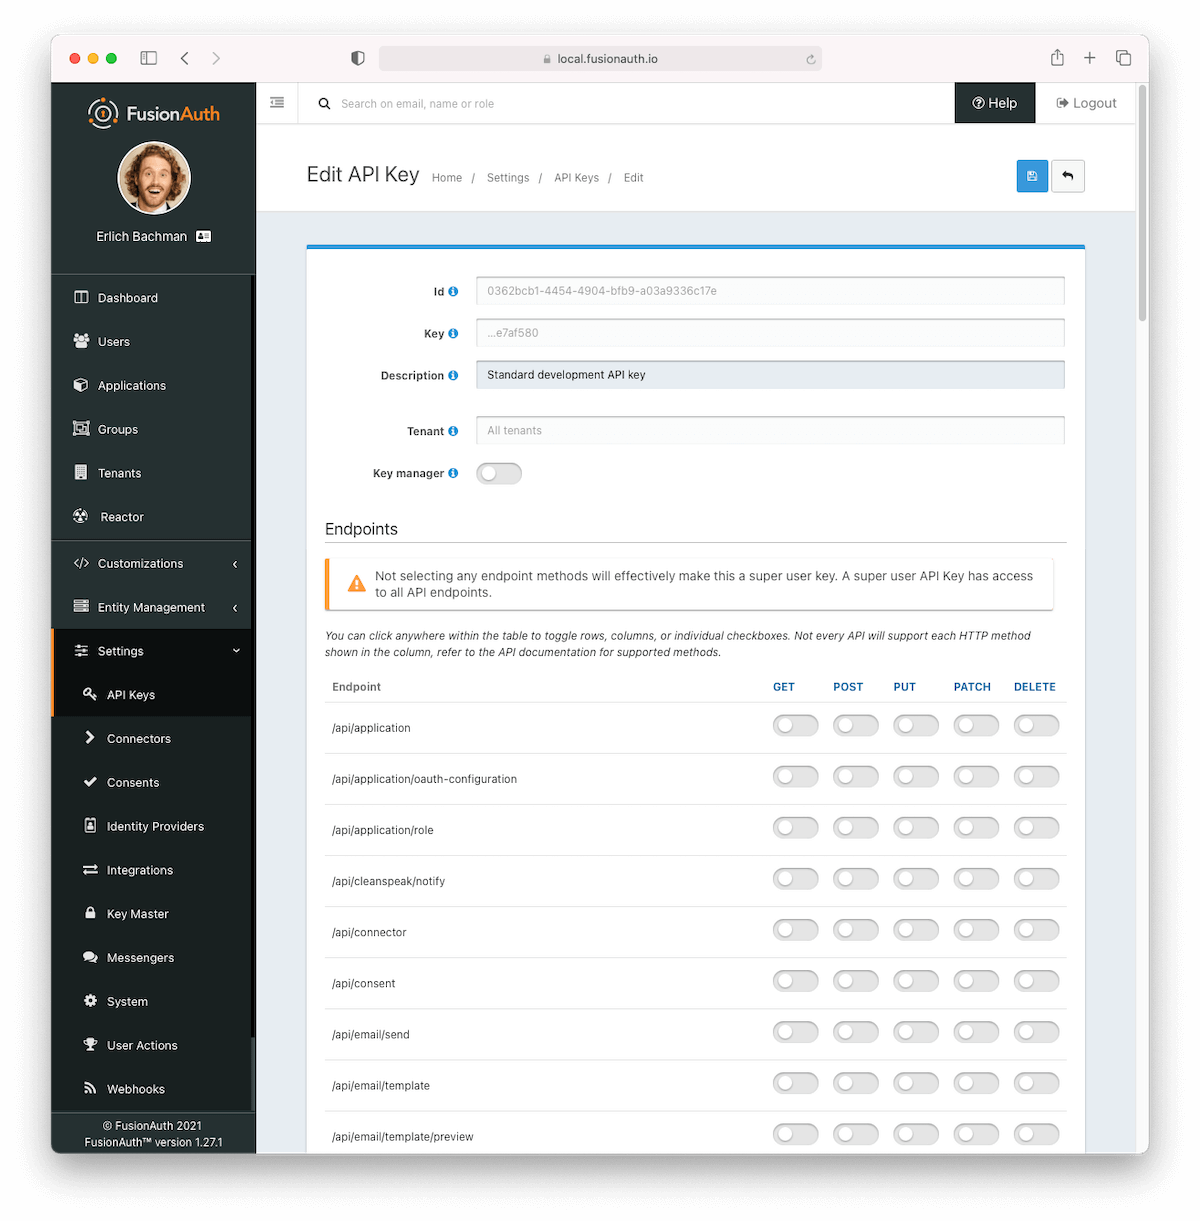 local.fusionauth.io
FusionAuth
Search on email, name or role
Help
Logout
Erlich Bachman
Dashboard
Users
Applications
Groups
Tenants
Reactor
Customizations
Entity Management
Settings
API Keys
Connectors
Consents
Identity Providers
Integrations
Key Master
Messengers
System
User Actions
Webhooks
© FusionAuth 2021
FusionAuth™ version 1.27.1
Edit API Key Home / Settings / API Keys / Edit
Id 0362bcb1-4454-4904-bfb9-a03a9336c17e
Key ...e7af580
Description Standard development API key
Tenant All tenants
Key manager
Endpoints
Not selecting any endpoint methods will effectively make this a super user key. A super user API Key has access
to all API endpoints.
You can click anywhere within the table to toggle rows, columns, or individual checkboxes. Not every API will support each HTTP method
shown in the column, refer to the API documentation for supported methods.
Endpoint GET POST PUT PATCH DELETE
/api/application
/api/application/oauth-configuration
/api/application/role
/api/cleanspeak/notify
/api/connector
/api/consent
/api/email/send
/api/email/template
/api/email/template/preview